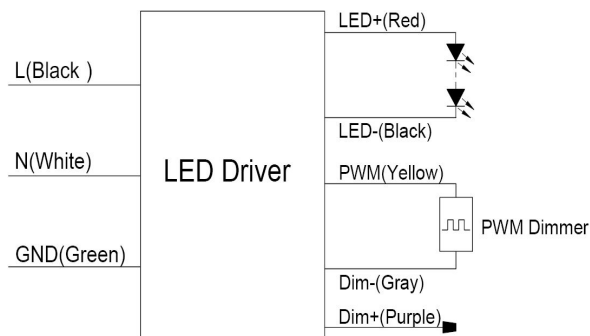 LED+(Red)
L(Black )
LED-(Black)
N(White)
LED Driver
PWM(Yellow)
PWM Dimmer
GND(Green)
Dim-(Gray)
Dim+(Purple)